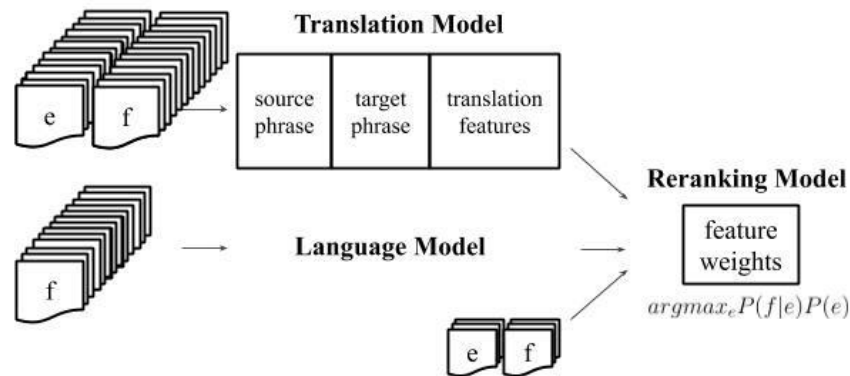 Translation Model
e
f
source phrase
target phrase
translation features
Reranking Model
f
Language Model
feature weights
argmax_e P(f|e)P(e)
e
f